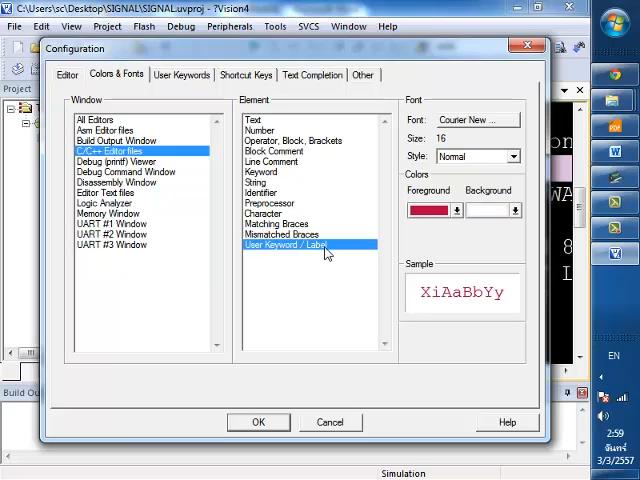 C:\Users\sc\Desktop\SIGNAL\SIGNAL.uvproj - ?Vision4
File Edit View Project Flash Debug Peripherals Tools SVCS Window Help
Project
Configuration
Editor Colors & Fonts User Keywords Shortcut Keys Text Completion Other
Window
All Editors
Asm Editor files
Build Output Window
C/C++ Editor files
Debug (printf) Viewer
Debug Command Window
Disassembly Window
Editor Text files
Logic Analyzer
Memory Window
UART #1 Window
UART #2 Window
UART #3 Window
Element
Text
Number
Operator, Block, Brackets
Block Comment
Line Comment
Keyword
String
Identifier
Preprocessor
Character
Matching Braces
Mismatched Braces
User Keyword / Label
Font
Font: Courier New ...
Size: 16
Style: Normal
Colors
Foreground Background
Sample
XiAaBbYy
OK Cancel Help
on
WA
8
Build Ou
Simulation
PDF
EN
2:59
จันทร์
3/3/2557